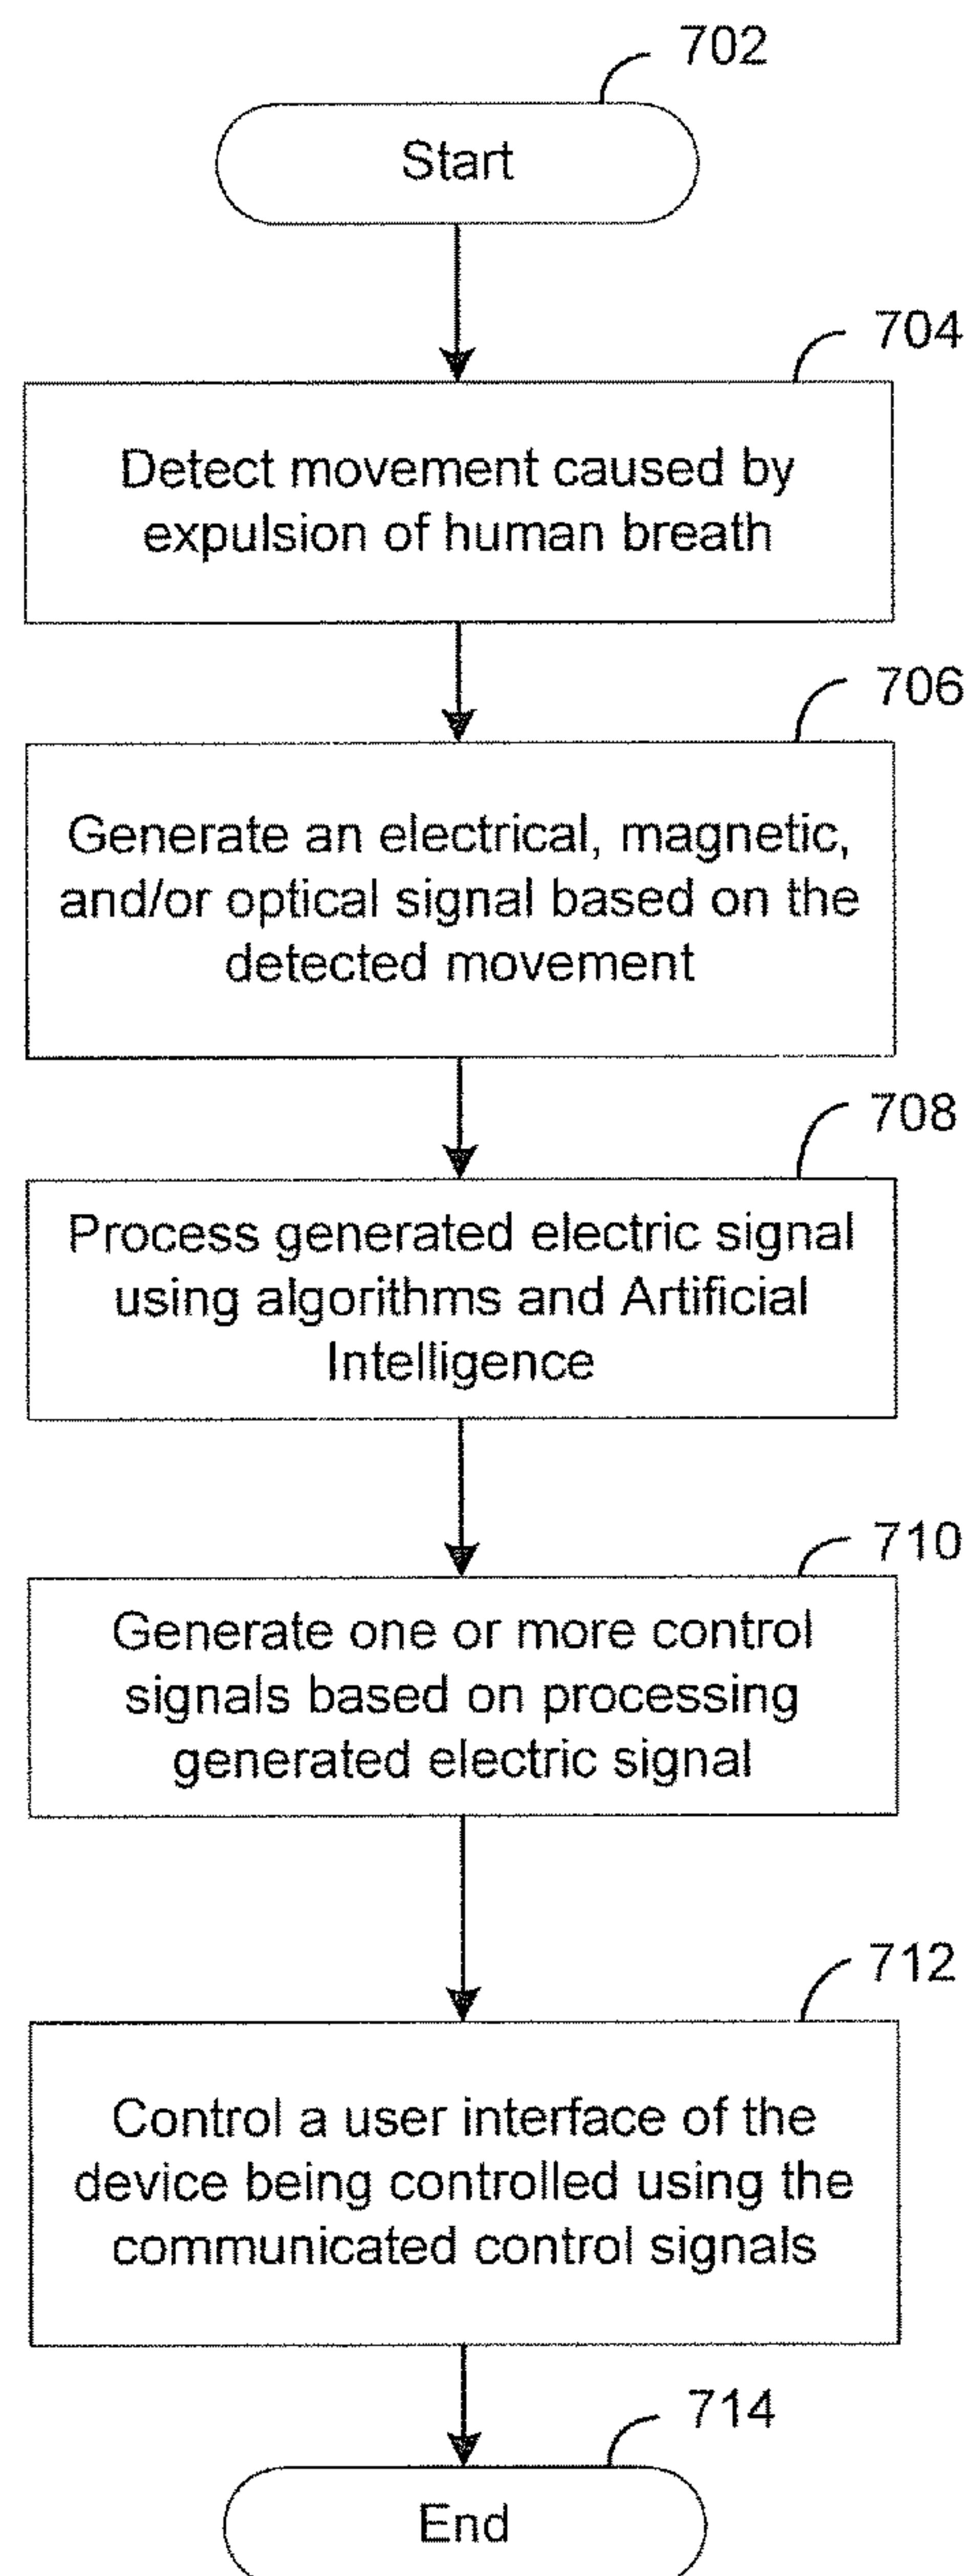 702
Start
704
Detect movement caused by
expulsion of human breath
706
Generate an electrical, magnetic,
and/or optical signal based on the
detected movement
708
Process generated electric signal
using algorithms and Artificial
Intelligence
710
Generate one or more control
signals based on processing
generated electric signal
712
Control a user interface of the
device being controlled using the
communicated control signals
714
End